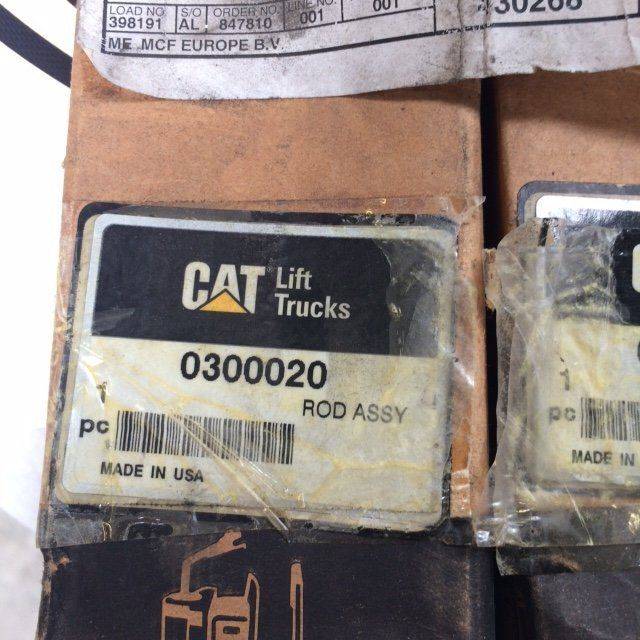 LOAD NO S/O ORDER NO. LINE NO.
398191 AL 847810 001 001 30268
ME MCF EUROPE B.V.
CAT Lift
Trucks
0300020
1 ROD ASSY
pc
MADE IN USA
1
pc
MADE IN